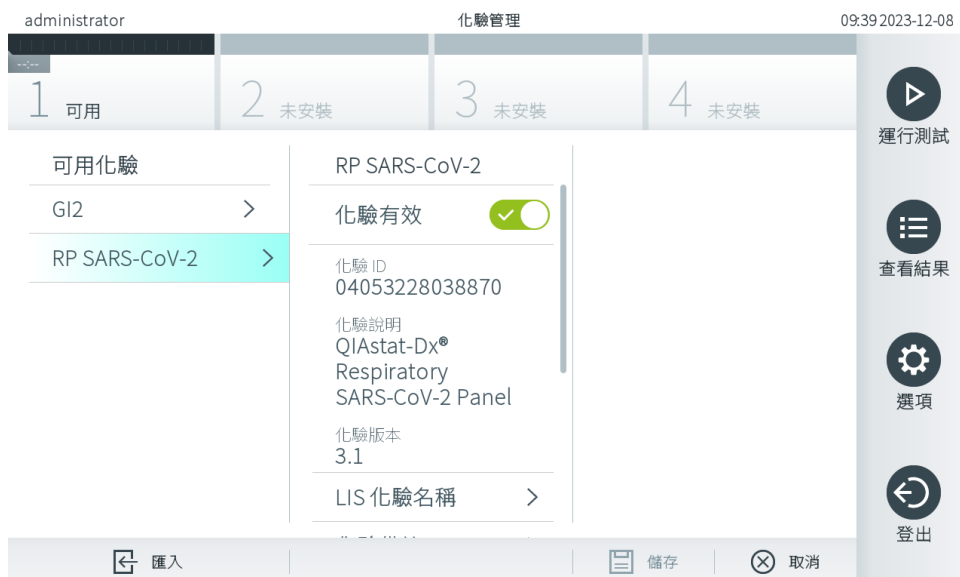 administrator
化驗管理
09:39 2023-12-08
--:--
1 可用
2 未安裝
3 未安裝
4 未安裝
運行測試
查看結果
選項
登出
可用化驗
GI2
RP SARS-CoV-2
RP SARS-CoV-2
化驗有效
化驗 ID
04053228038870
化驗說明
QIAstat-Dx®
Respiratory
SARS-CoV-2 Panel
化驗版本
3.1
LIS 化驗名稱
匯入
儲存
取消